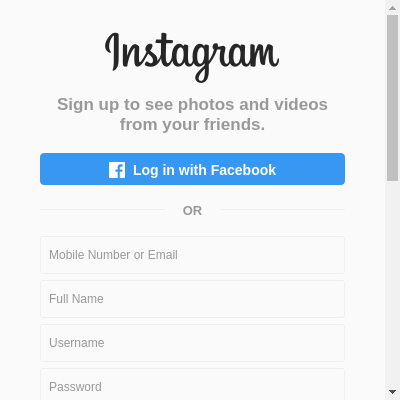 Instagram
Sign up to see photos and videos
from your friends.
Log in with Facebook
OR
Mobile Number or Email
Full Name
Username
Password